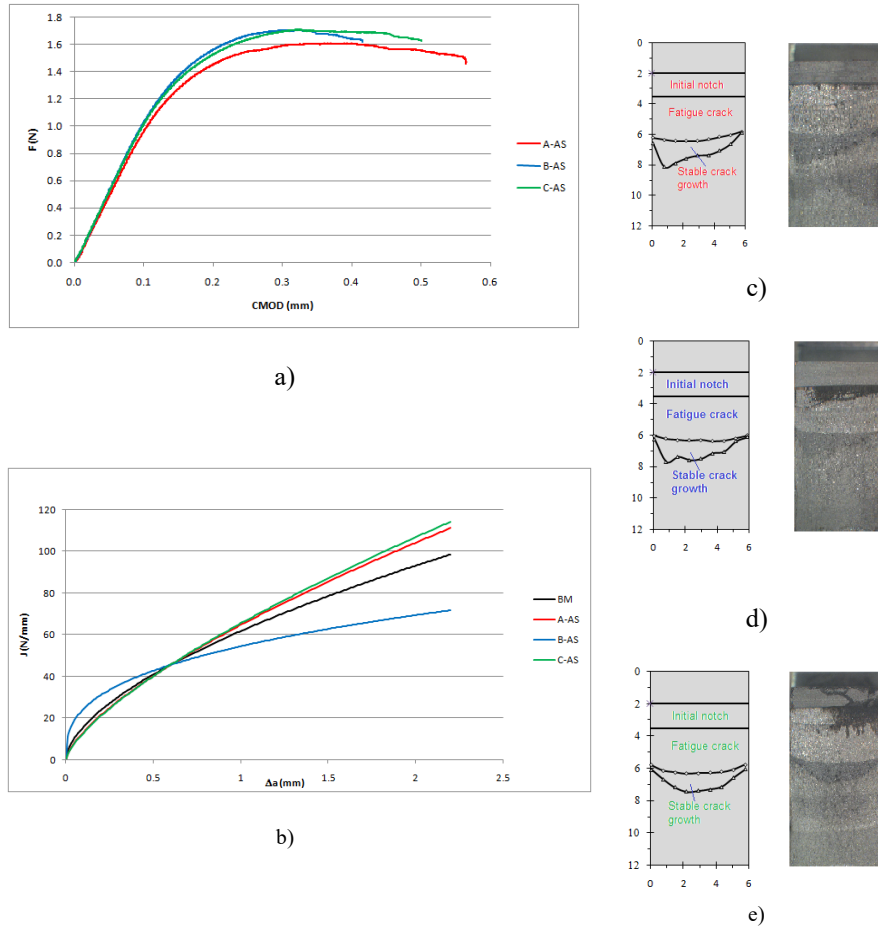 1.8
1.6
1.4
1.2
1.0
0.8
0.6
0.4
0.2
0.0
F (N)
0.0 0.1 0.2 0.3 0.4 0.5 0.6
CMOD (mm)
A-AS
B-AS
C-AS
a)
120
100
80
60
40
20
0
J (N/mm)
0 0.5 1 1.5 2 2.5
Δa (mm)
BM
A-AS
B-AS
C-AS
b)
0
2
4
6
8
10
12
Initial notch
Fatigue crack
Stable crack
growth
0 2 4 6
c)
0
2
4
6
8
10
12
Initial notch
Fatigue crack
Stable crack
growth
0 2 4 6
d)
0
2
4
6
8
10
12
Initial notch
Fatigue crack
Stable crack
growth
0 2 4 6
e)